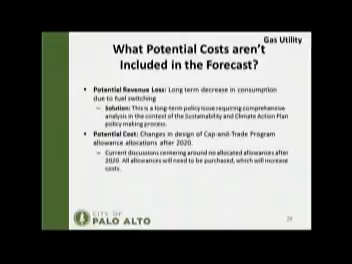 Gas Utility
What Potential Costs aren't
Included in the Forecast?
• Potential Revenue Loss: Long term decrease in consumption
due to fuel switching
– Solution: This is a long-term policy issue requiring comprehensive
analysis in the context of the Sustainability and Climate Action Plan
policy making process.
• Potential Cost: Changes in design of Cap-and-Trade Program
allowance allocations after 2020.
– Current discussions centering around no allocated allowances after
2020. All allowances will need to be purchased, which will increase
costs.
CITY OF
PALO ALTO